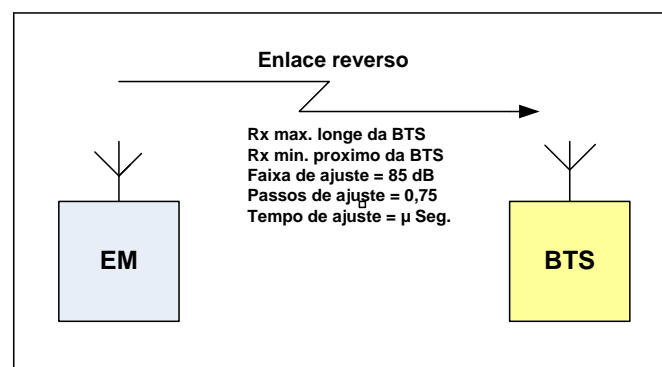 Enlace reverso
Rx max. longe da BTS
Rx min. proximo da BTS
Faixa de ajuste = 85 dB
Passos de ajuste = 0,75
Tempo de ajuste = µ Seg.
EM
BTS